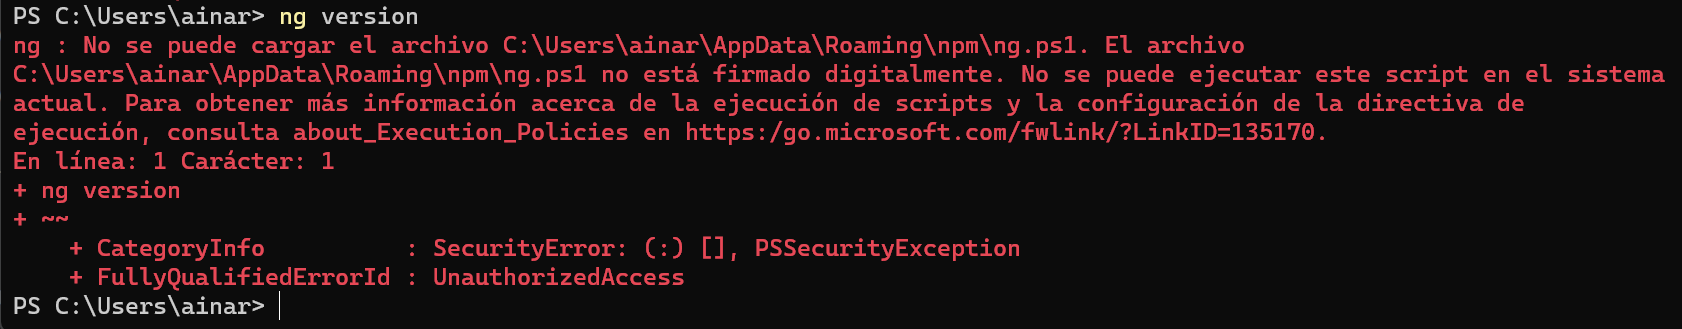 PS C:\Users\ainar> ng version
ng : No se puede cargar el archivo C:\Users\ainar\AppData\Roaming\npm\ng.ps1. El archivo
C:\Users\ainar\AppData\Roaming\npm\ng.ps1 no está firmado digitalmente. No se puede ejecutar este script en el sistema
actual. Para obtener más información acerca de la ejecución de scripts y la configuración de la directiva de
ejecución, consulta about_Execution_Policies en https:/go.microsoft.com/fwlink/?LinkID=135170.
En línea: 1 Carácter: 1
+ ng version
+ ~~
    + CategoryInfo          : SecurityError: (:) [], PSSecurityException
    + FullyQualifiedErrorId : UnauthorizedAccess
PS C:\Users\ainar>